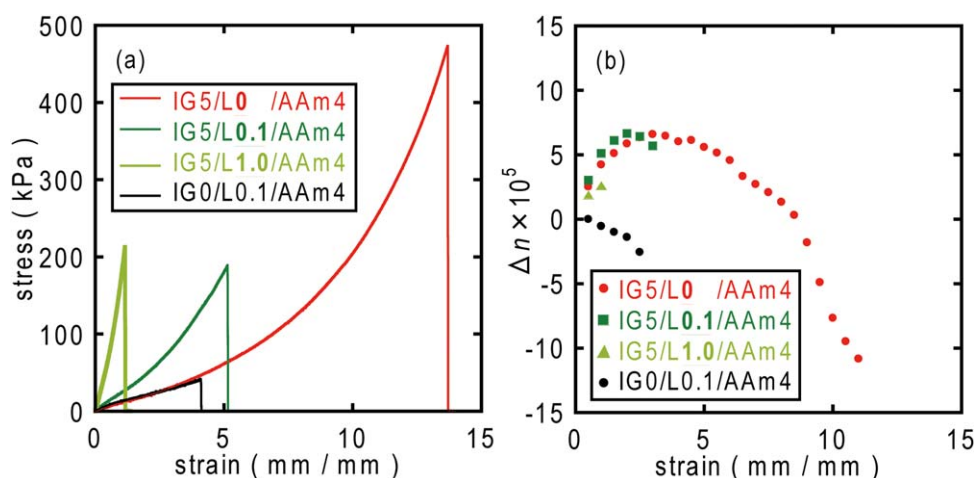 (a)
IG5/L0 /AAm4
IG5/L0.1/AAm4
IG5/L1.0/AAm4
IG0/L0.1/AAm4
500
400
300
200
100
0
stress ( kPa )
0 5 10 15
strain ( mm / mm )
(b)
15
10
5
0
-5
-10
-15
Δn × 10⁵
IG5/L0 /AAm4
IG5/L0.1/AAm4
IG5/L1.0/AAm4
IG0/L0.1/AAm4
0 5 10 15
strain ( mm / mm )